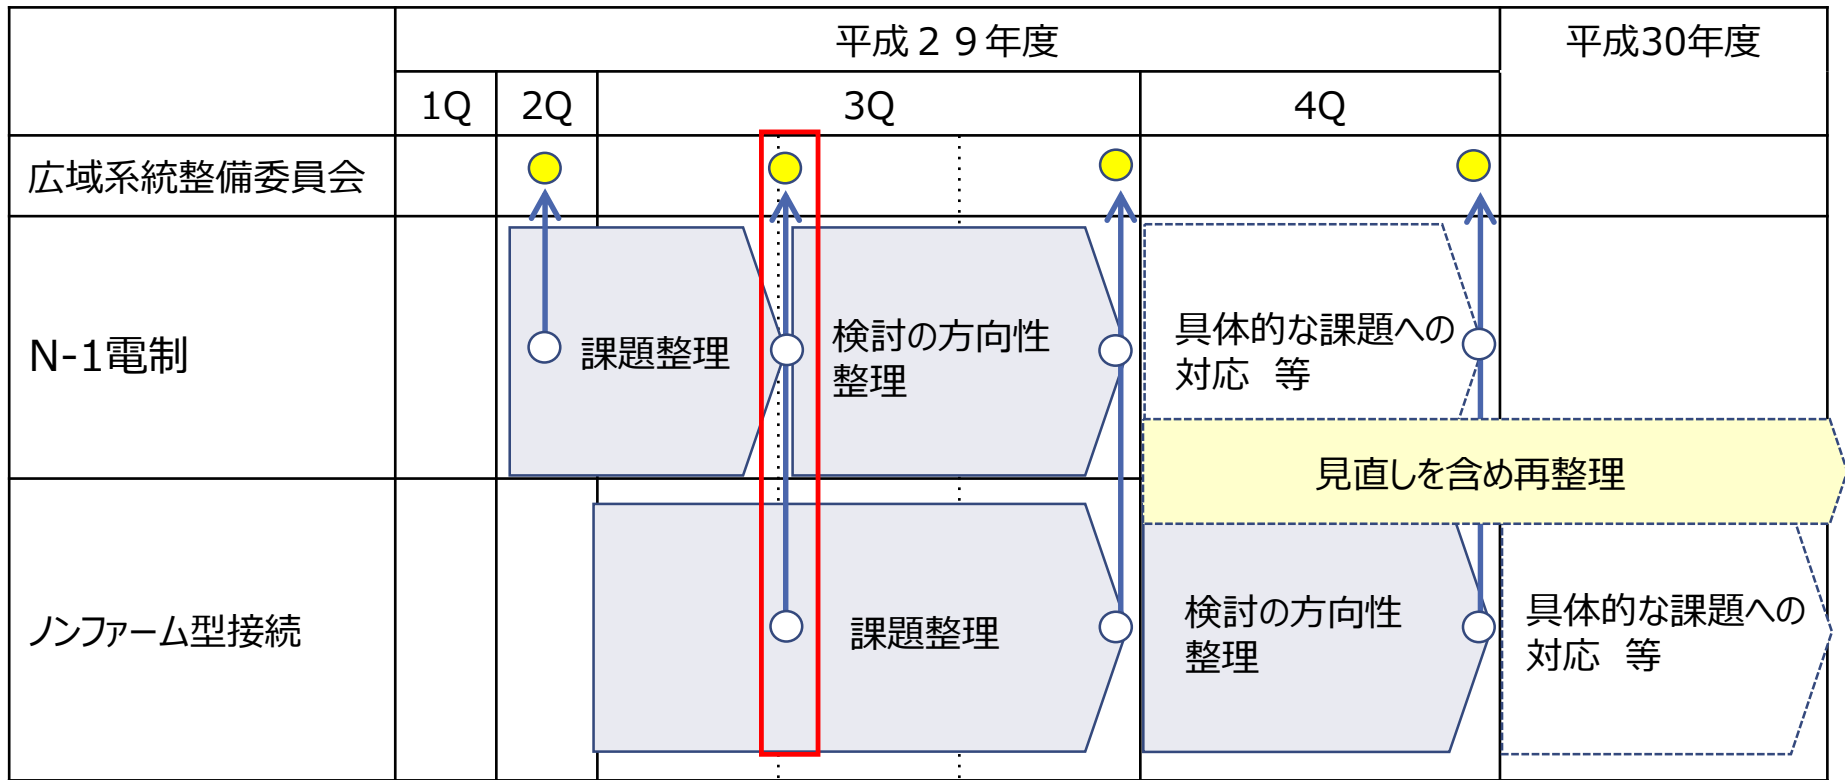 平成２９年度
平成30年度
1Q
2Q
3Q
4Q
広域系統整備委員会
N-1電制
課題整理
検討の方向性
整理
具体的な課題への
対応　等
見直しを含め再整理
ノンファーム型接続
課題整理
検討の方向性
整理
具体的な課題への
対応　等